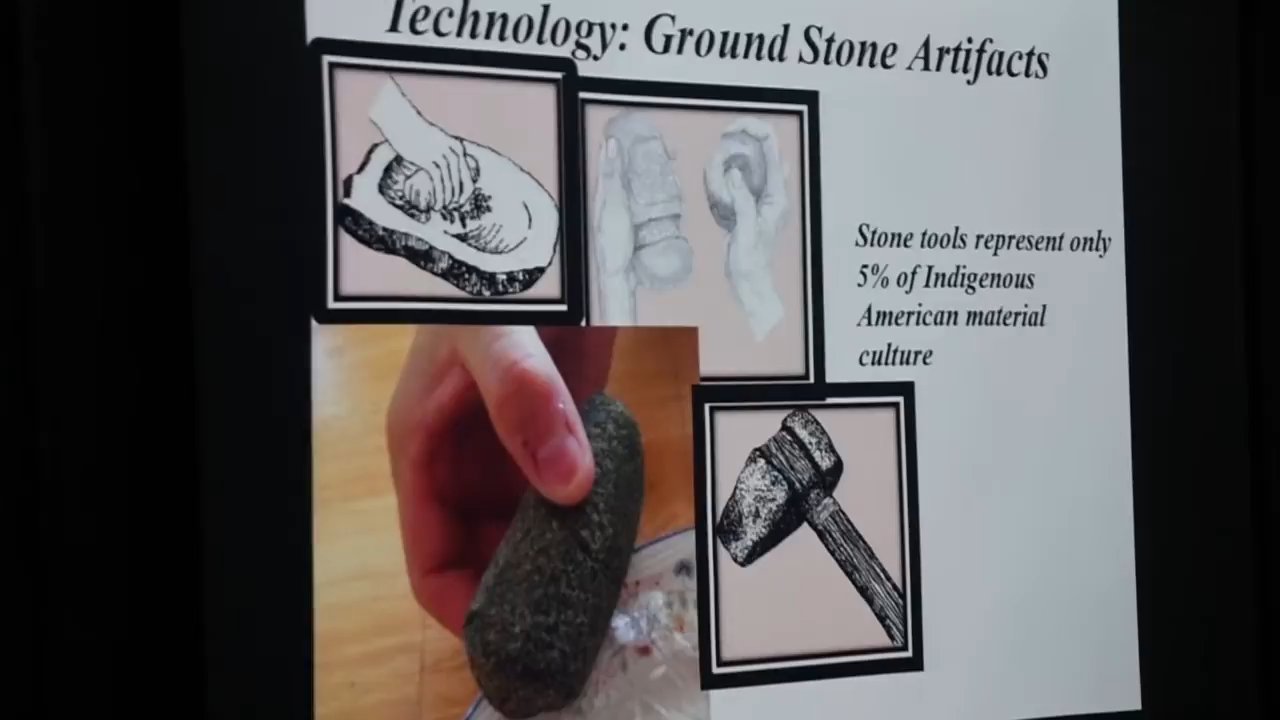 Technology: Ground Stone Artifacts
Stone tools represent only
5% of Indigenous
American material
culture